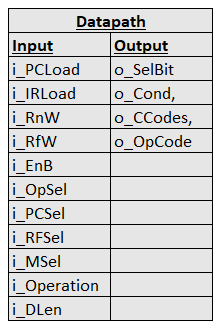 Datapath
Input Output
i_PCLoad o_SelBit
i_IRLoad o_Cond,
i_RnW o_CCodes,
i_RfW o_OpCode
i_EnB
i_OpSel
i_PCSel
i_RFSel
i_MSel
i_Operation
i_DLen